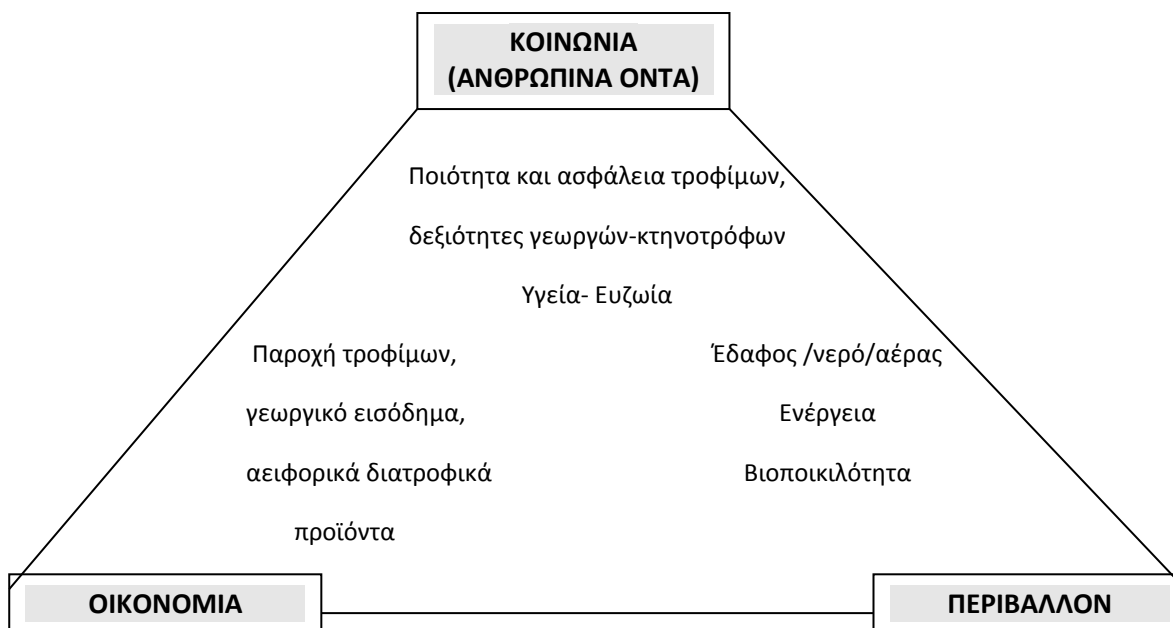 ΚΟΙΝΩΝΙΑ
(ΑΝΘΡΩΠΙΝΑ ΟΝΤΑ)
Ποιότητα και ασφάλεια τροφίμων,
δεξιότητες γεωργών-κτηνοτρόφων
Υγεία- Ευζωία
Παροχή τροφίμων,
γεωργικό εισόδημα,
αειφορικά διατροφικά
προϊόντα
Έδαφος /νερό/αέρας
Ενέργεια
Βιοποικιλότητα
ΟΙΚΟΝΟΜΙΑ
ΠΕΡΙΒΑΛΛΟΝ